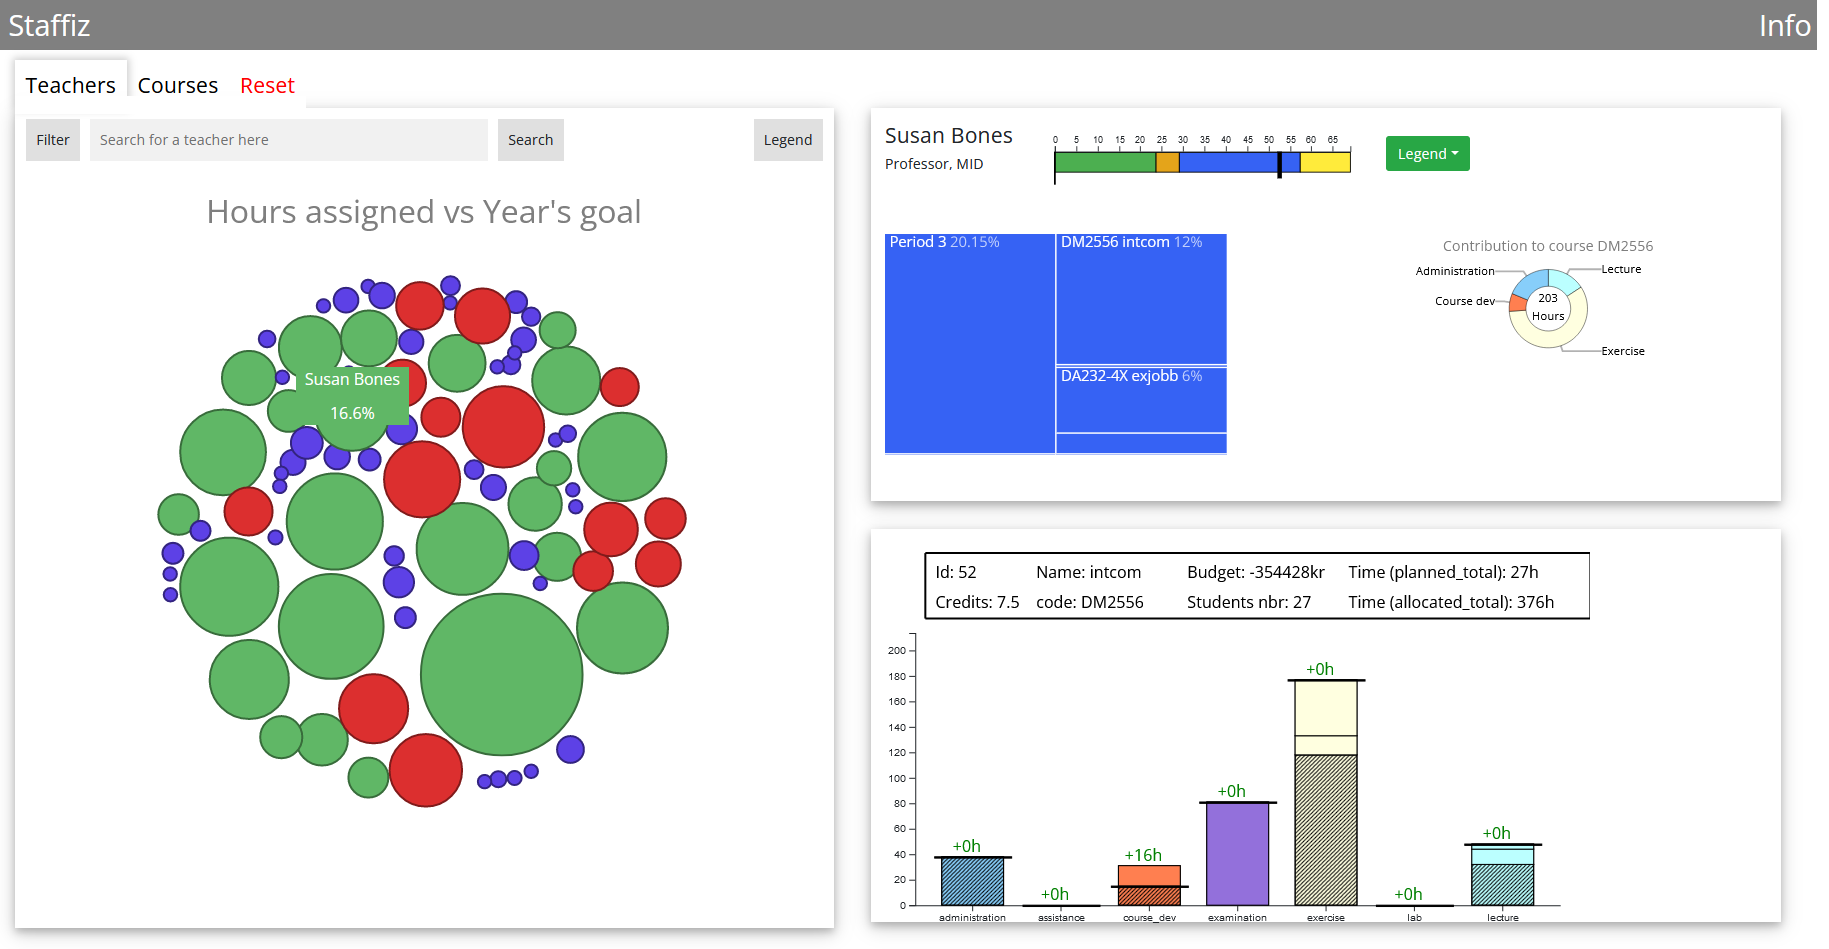 Staffiz
Info
Teachers Courses Reset
Filter Search for a teacher here Search Legend
Hours assigned vs Year's goal
Susan Bones
16.6%
Susan Bones
Professor, MID
0 5 10 15 20 25 30 35 40 45 50 55 60 65
Legend
Period 3 20.15%
DM2556 intcom 12%
DA232-4X exjobb 6%
Contribution to course DM2556
Administration
Lecture
Course dev
203
Hours
Exercise
Id: 52 Name: intcom Budget: -354428kr Time (planned_total): 27h
Credits: 7.5 code: DM2556 Students nbr: 27 Time (allocated_total): 376h
200
180
160
140
120
100
80
60
40
20
0
+0h
+0h
+16h
+0h
+0h
+0h
+0h
administration assistance course_dev examination exercise lab lecture